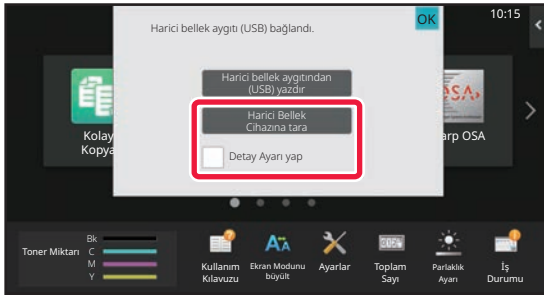 Harici bellek aygıtı (USB) bağlandı.
OK
10:15
Harici bellek aygıtından
(USB) yazdır
Harici Bellek
Cihazına tara
Detay Ayarı yap
Kolay
Kopya
arp OSA
Toner Miktarı
Bk
C
M
Y
Kullanım
Kılavuzu
Ekran Modunu
büyült
Ayarlar
Toplam
Sayı
Parlaklık
Ayarı
İş
Durumu